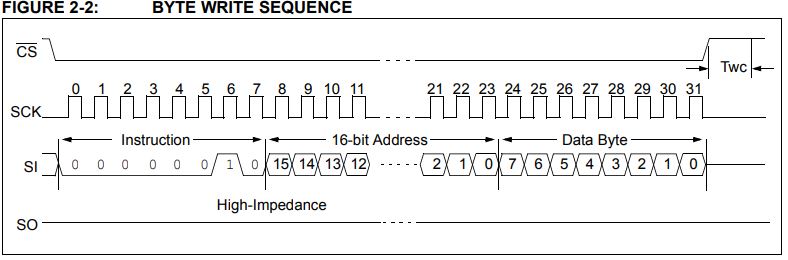 FIGURE 2-2: BYTE WRITE SEQUENCE
CS
Twc
0 1 2 3 4 5 6 7 8 9 10 11 21 22 23 24 25 26 27 28 29 30 31
SCK
Instruction 16-bit Address Data Byte
SI 0 0 0 0 0 0 1 0 15 14 13 12 2 1 0 7 6 5 4 3 2 1 0
High-Impedance
SO